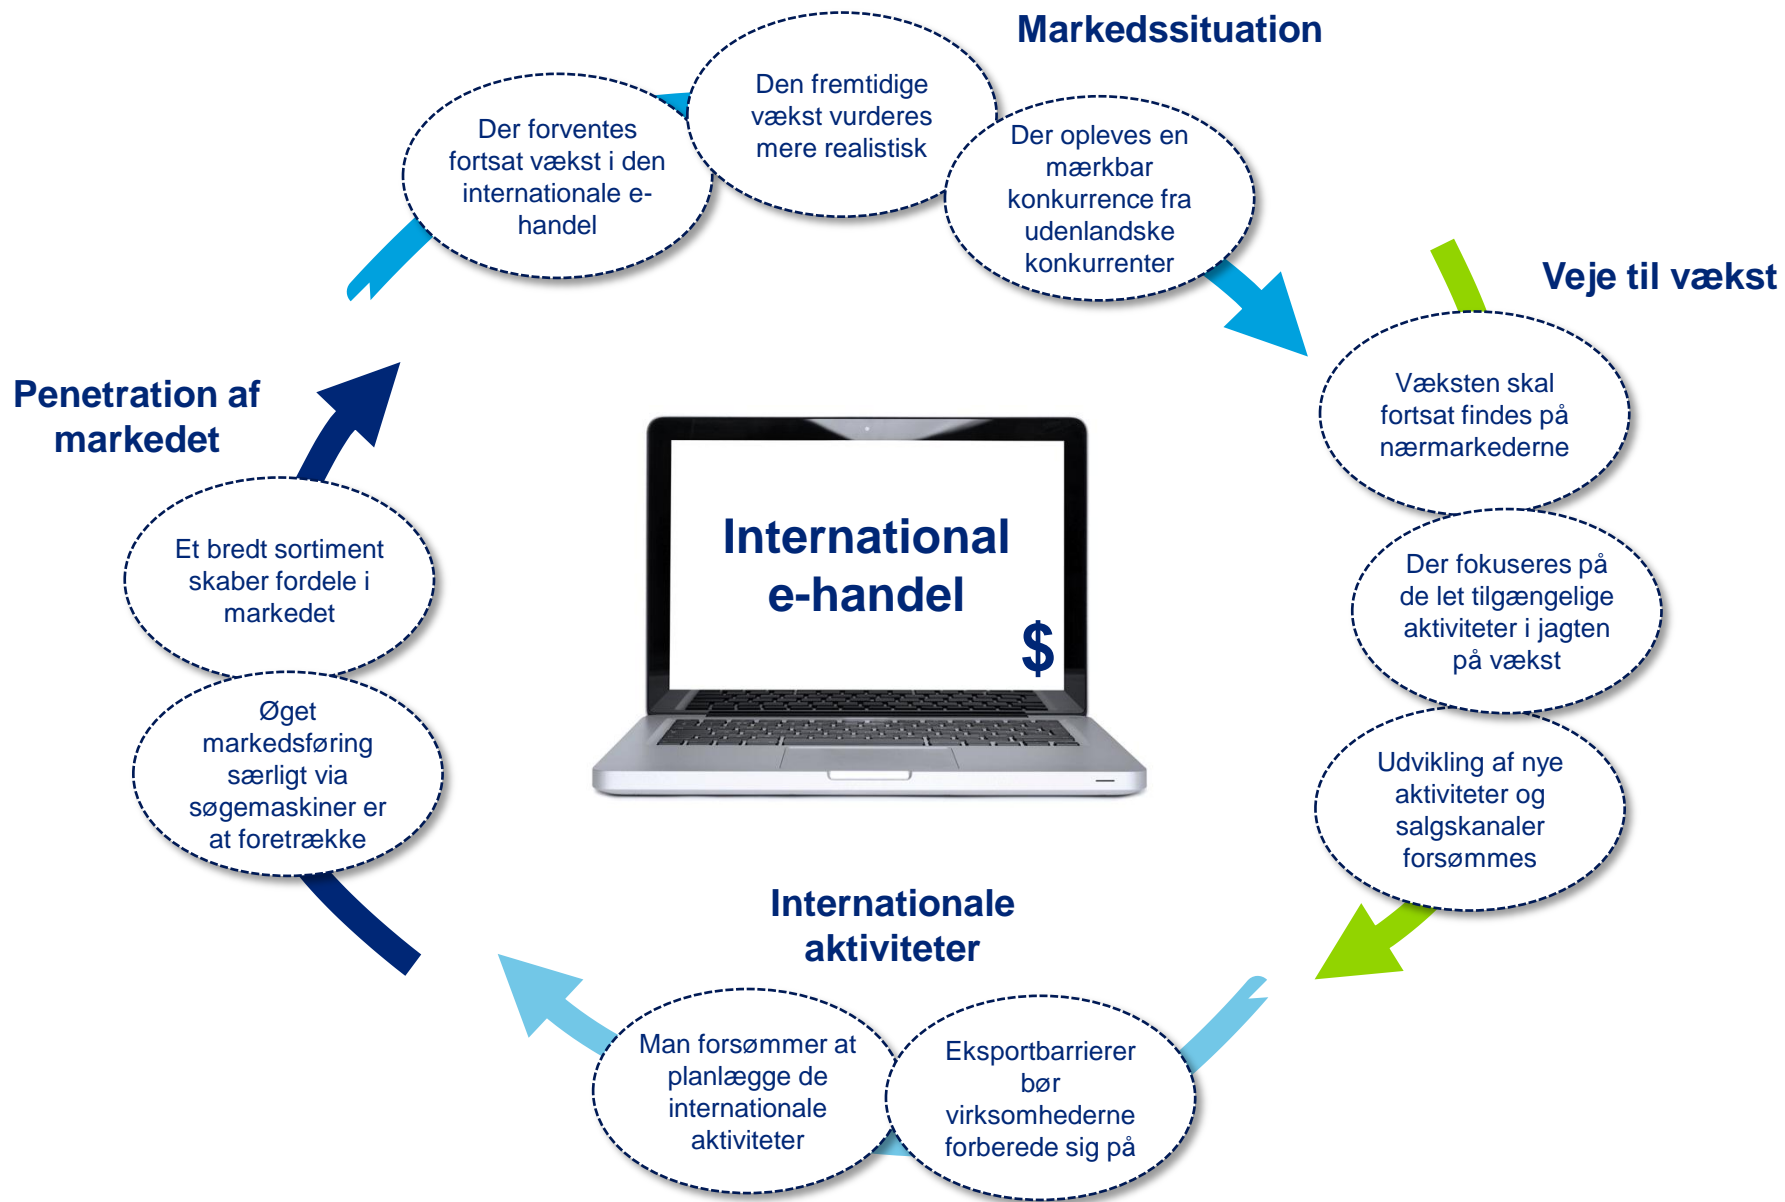 Markedssituation
Den fremtidige
vækst vurderes
mere realistisk
Der forventes
fortsat vækst i den
internationale e-
handel
Der opleves en
mærkbar
konkurrence fra
udenlandske
konkurrenter
Veje til vækst
Væksten skal
fortsat findes på
nærmarkederne
Der fokuseres på
de let tilgængelige
aktiviteter i jagten
på vækst
Udvikling af nye
aktiviteter og
salgskanaler
forsømmes
Internationale
aktiviteter
Eksportbarrierer
bør
virksomhederne
forberede sig på
Man forsømmer at
planlægge de
internationale
aktiviteter
Penetration af
markedet
Et bredt sortiment
skaber fordele i
markedet
Øget
markedsføring
særligt via
søgemaskiner er
at foretrække
International
e-handel
$